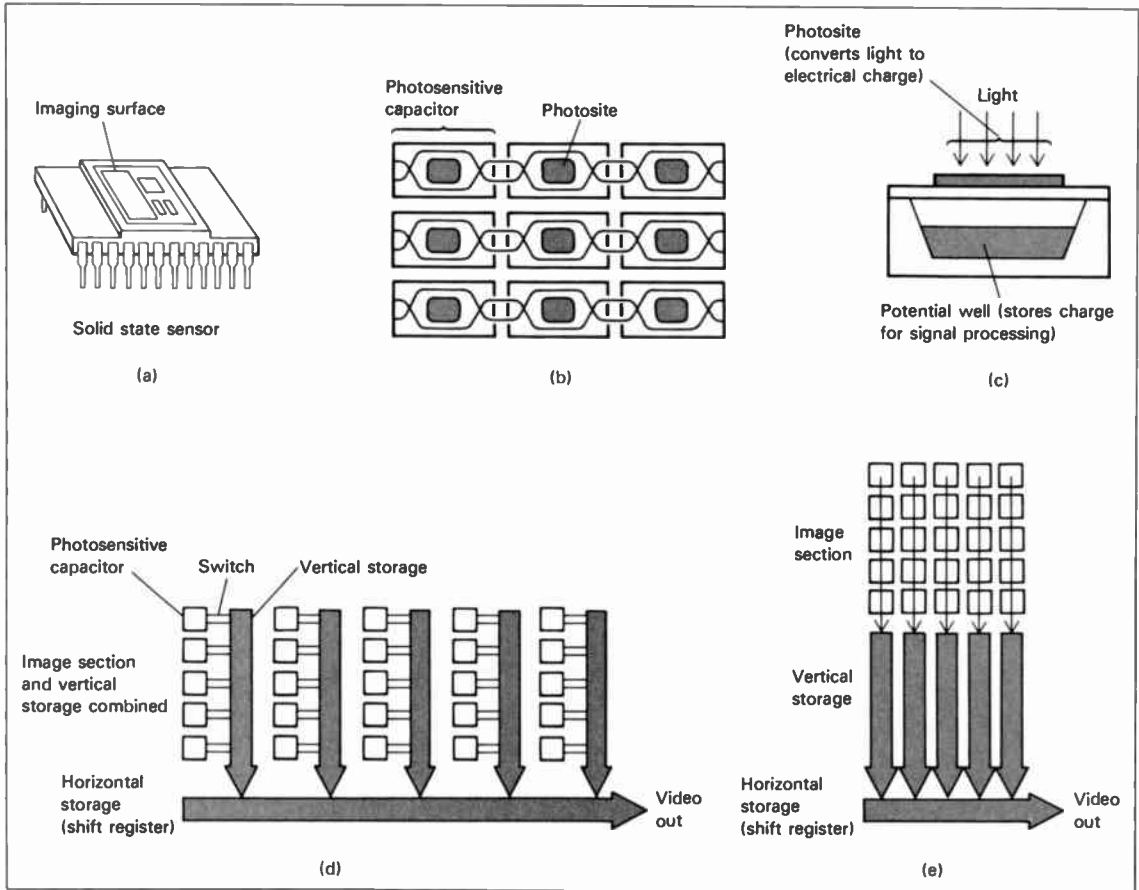 Imaging surface
Solid state sensor
(a)
Photosensitive
capacitor
Photosite
(b)
Photosite
(converts light to
electrical charge)
Light
Potential well (stores charge
for signal processing)
(c)
Photosensitive
capacitor
Switch
Vertical storage
Image section
and vertical
storage combined
Horizontal
storage
(shift register)
Video
out
(d)
Image
section
Vertical
storage
Horizontal
storage
(shift register)
Video
out
(e)